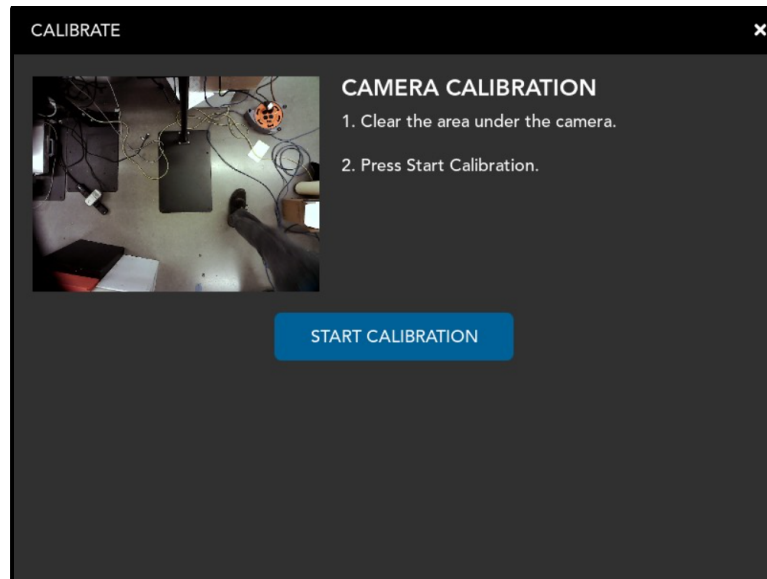 CALIBRATE
CAMERA CALIBRATION
1. Clear the area under the camera.
2. Press Start Calibration.
START CALIBRATION